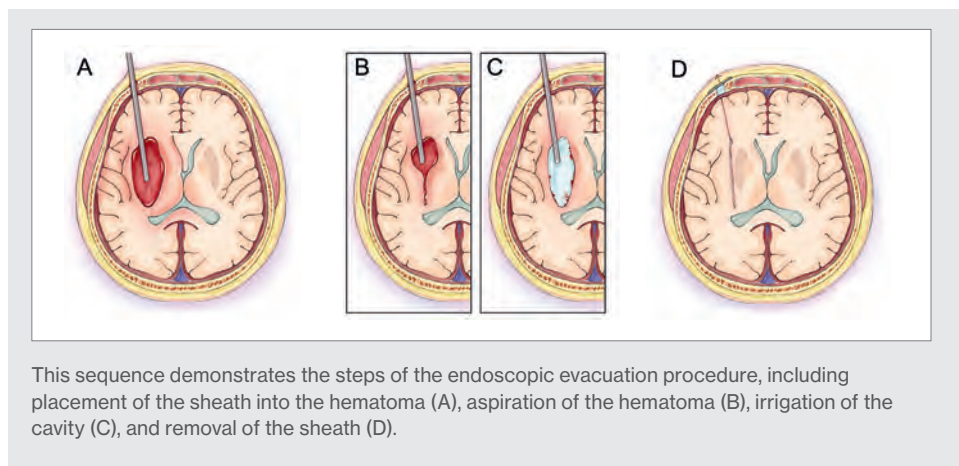 A
B
C
D
This sequence demonstrates the steps of the endoscopic evacuation procedure, including
placement of the sheath into the hematoma (A), aspiration of the hematoma (B), irrigation of the
cavity (C), and removal of the sheath (D).